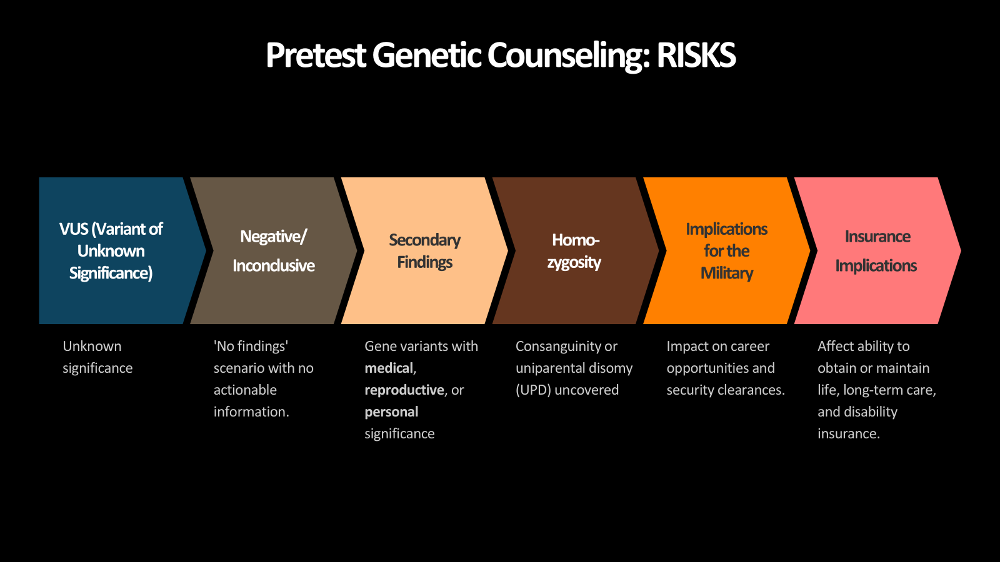 Pretest Genetic Counseling: RISKS
VUS (Variant of
Unknown
Significance)
Negative/
Inconclusive
Secondary
Findings
Homo-
zygosity
Implications
for the
Military
Insurance
Implications
Unknown
significance
'No findings'
scenario with no
actionable
information.
Gene variants with
medical,
reproductive, or
personal
significance
Consanguinity or
uniparental disomy
(UPD) uncovered
Impact on career
opportunities and
security clearances.
Affect ability to
obtain or maintain
life, long-term care,
and disability
insurance.